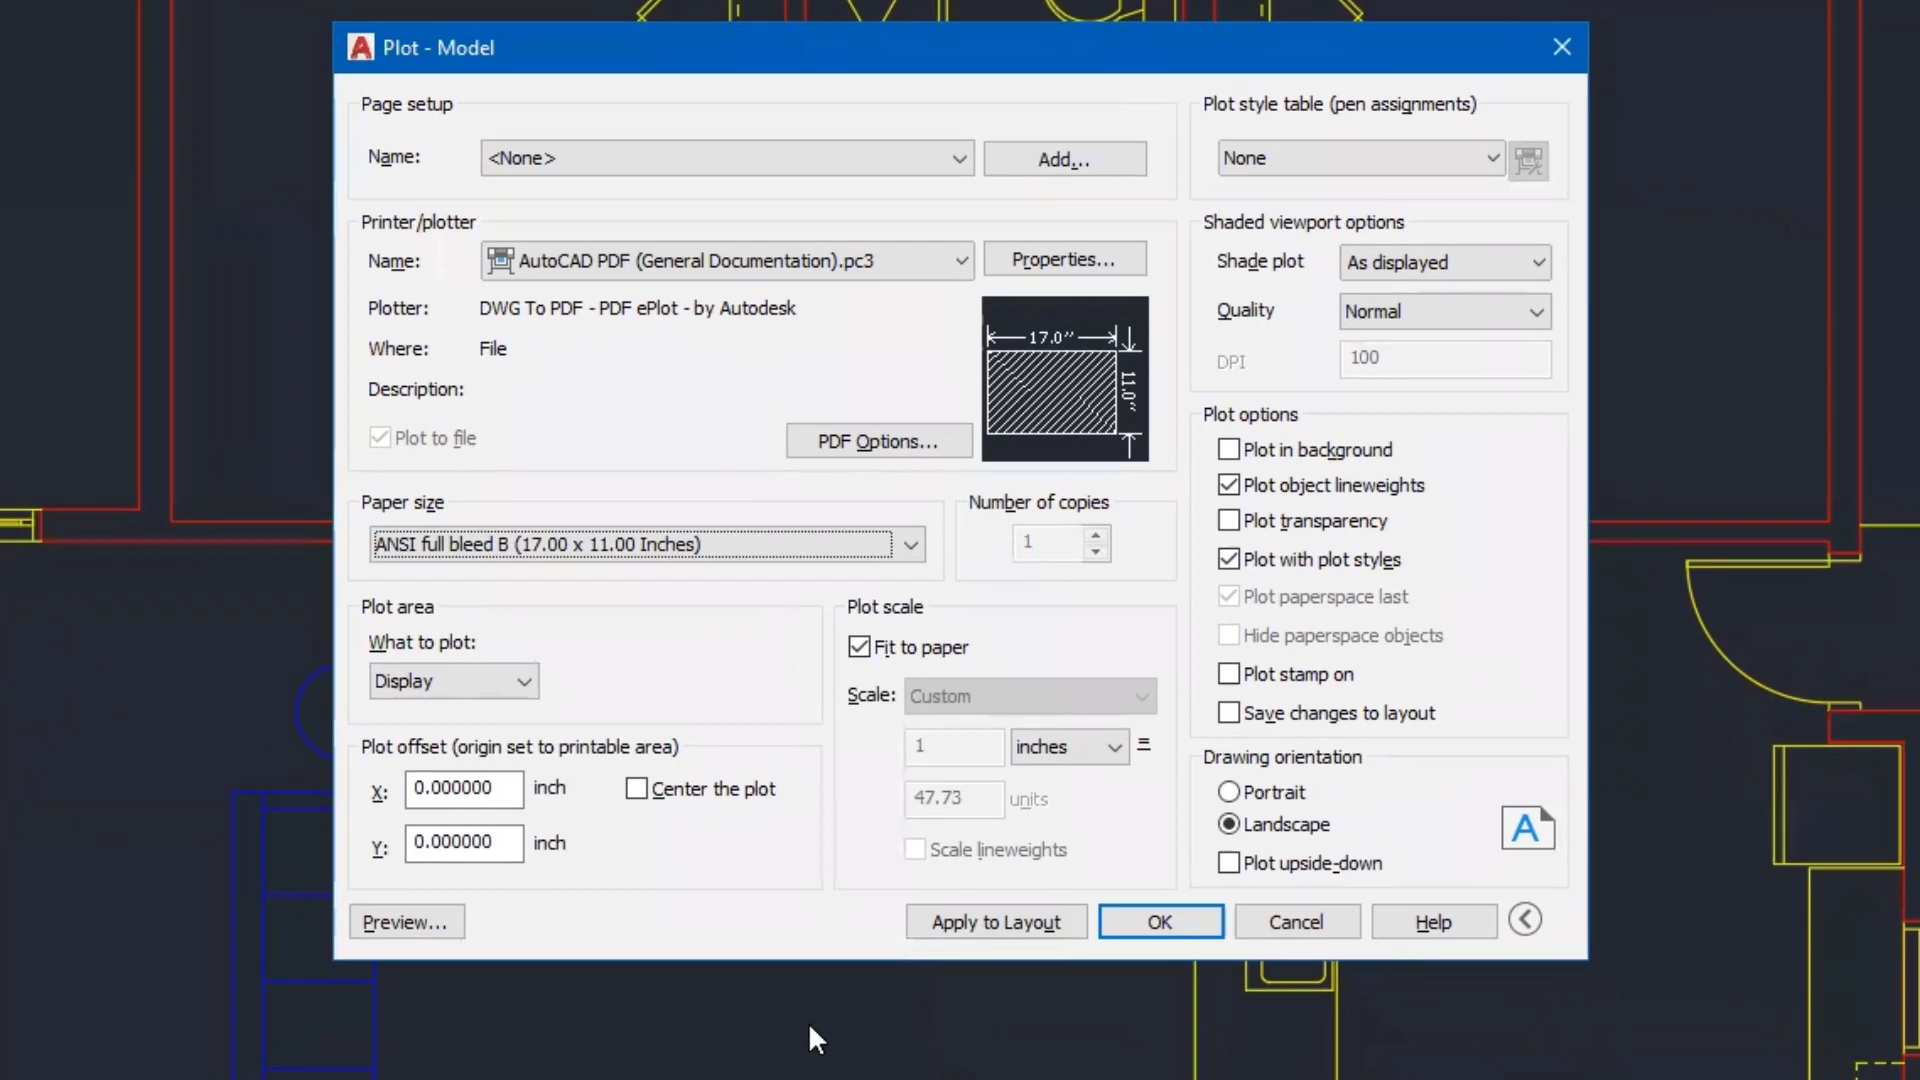 Plot - Model
Page setup
Name:
<None>
Add...
Printer/plotter
Name:
AutoCAD PDF (General Documentation).pc3
Properties...
Plotter:
DWG To PDF - PDF ePlot - by Autodesk
Where:
File
Description:
Plot to file
PDF Options...
17.0''
11.0''
Paper size
ANSI full bleed B (17.00 x 11.00 Inches)
Number of copies
1
Plot area
What to plot:
Display
Plot offset (origin set to printable area)
X:
0.000000
inch
Center the plot
Y:
0.000000
inch
Plot scale
Fit to paper
Scale:
Custom
1
inches
=
47.73
units
Scale lineweights
Plot style table (pen assignments)
None
Shaded viewport options
Shade plot
As displayed
Quality
Normal
DPI
100
Plot options
Plot in background
Plot object lineweights
Plot transparency
Plot with plot styles
Plot paperspace last
Hide paperspace objects
Plot stamp on
Save changes to layout
Drawing orientation
Portrait
Landscape
Plot upside-down
A
Preview...
Apply to Layout
OK
Cancel
Help